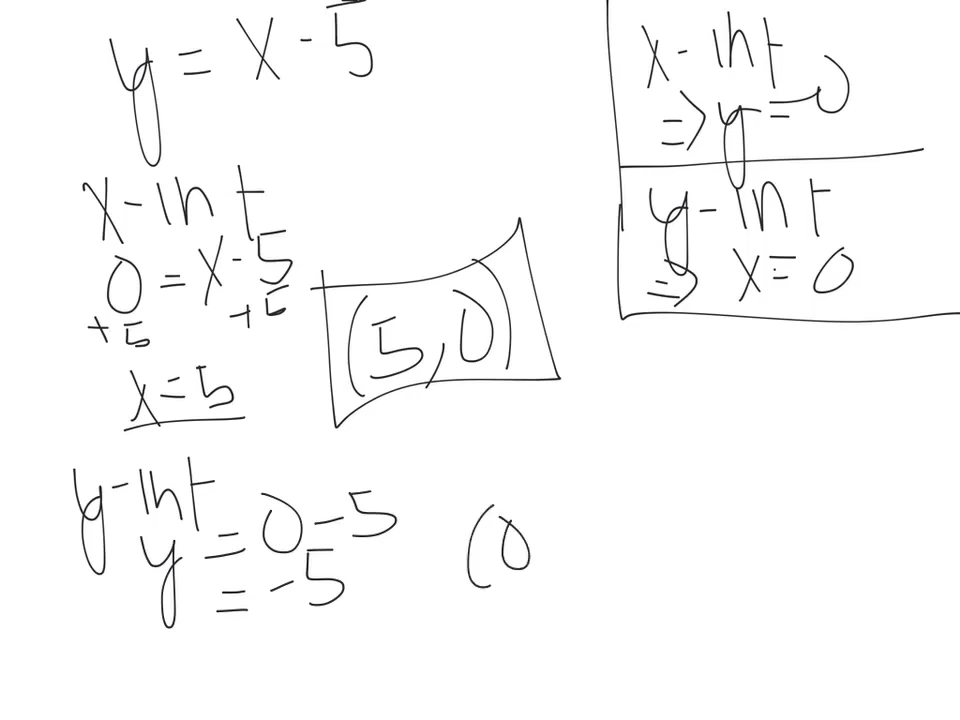 y = x - 5
x - int
0 = x - 5
+5 +5
x = 5
(5,0)
y - int
y = 0 - 5
= -5
(0
x - int
=> y = 0
y - int
=> x = 0